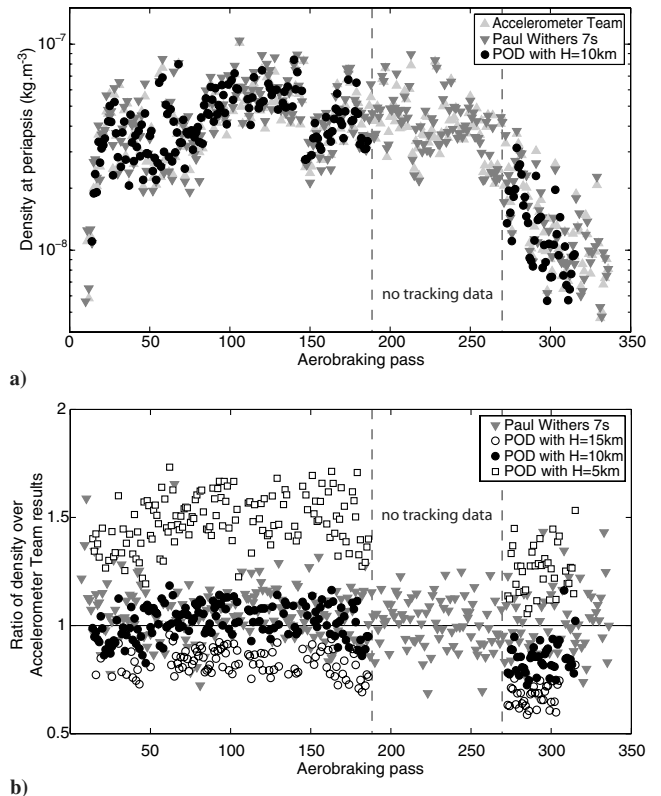 10⁻⁷
Density at periapsis (kg.m⁻³)
10⁻⁸
Accelerometer Team
Paul Withers 7s
POD with H=10km
no tracking data
0 50 100 150 200 250 300 350
Aerobraking pass
a)
2
Ratio of density over
Accelerometer Team results
1.5
1
0.5
Paul Withers 7s
POD with H=15km
POD with H=10km
POD with H=5km
no tracking data
50 100 150 200 250 300 350
Aerobraking pass
b)